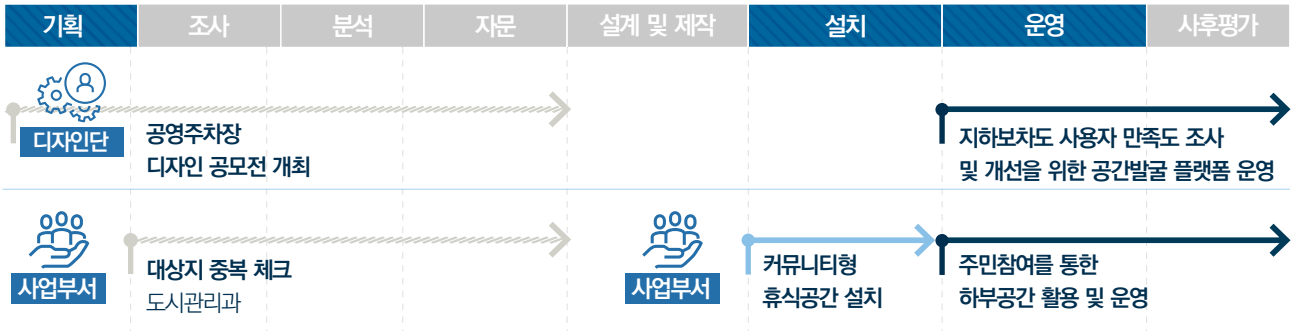 기획 조사 분석 자문 설계 및 제작 설치 운영 사후평가
디자인단
공영주차장
디자인 공모전 개최
지하보차도 사용자 만족도 조사
및 개선을 위한 공간발굴 플랫폼 운영
사업부서
대상지 중복 체크
도시관리과
사업부서
커뮤니티형
휴식공간 설치
주민참여를 통한
하부공간 활용 및 운영